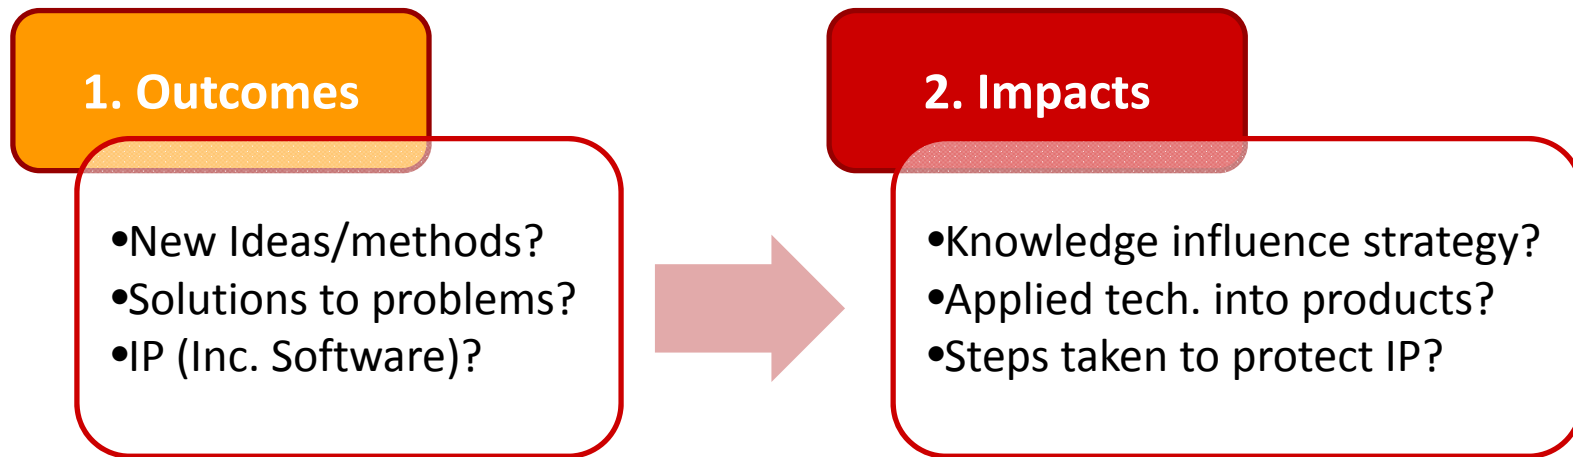 1. Outcomes
•New Ideas/methods?
•Solutions to problems?
•IP (Inc. Software)?
2. Impacts
•Knowledge influence strategy?
•Applied tech. into products?
•Steps taken to protect IP?